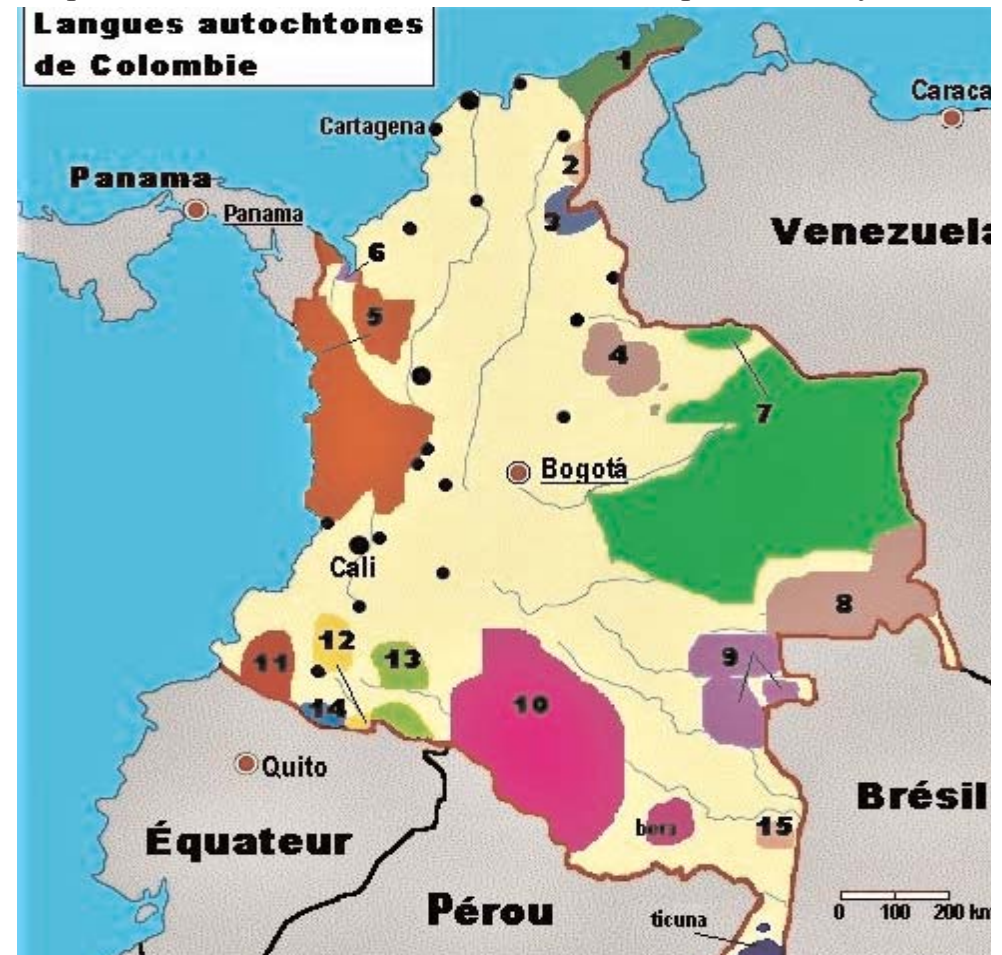 Langues autochtones
de Colombie
1
Caraca
Cartagena
2
Panama
Panama
3
Venezuela
6
5
4
7
Bogotá
Cali
8
12
11
13
9
14
10
Quito
Brésil
bora
15
Équateur
Pérou
0 100 200 km
ticuna